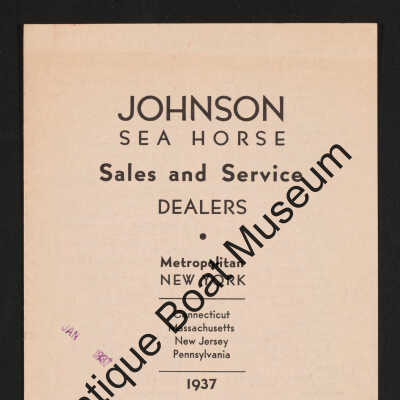 JOHNSON
SEA HORSE
Sales and Service
DEALERS
•
Metropolitan
NEW YORK
Connecticut
Massachusetts
New Jersey
Pennsylvania
1937
JAN
tique Boat Museum